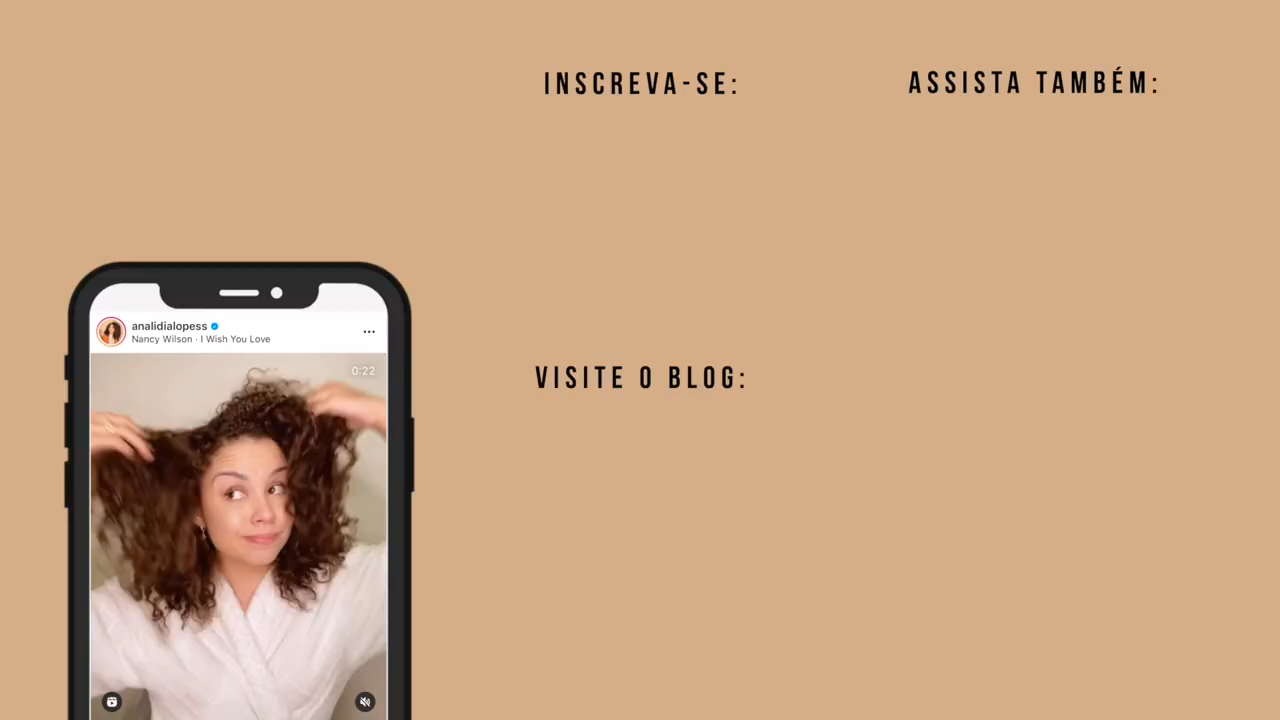 INSCREVA-SE:
ASSISTA TAMBÉM:
analidialopess
Nancy Wilson · I Wish You Love
0:22
VISITE O BLOG: